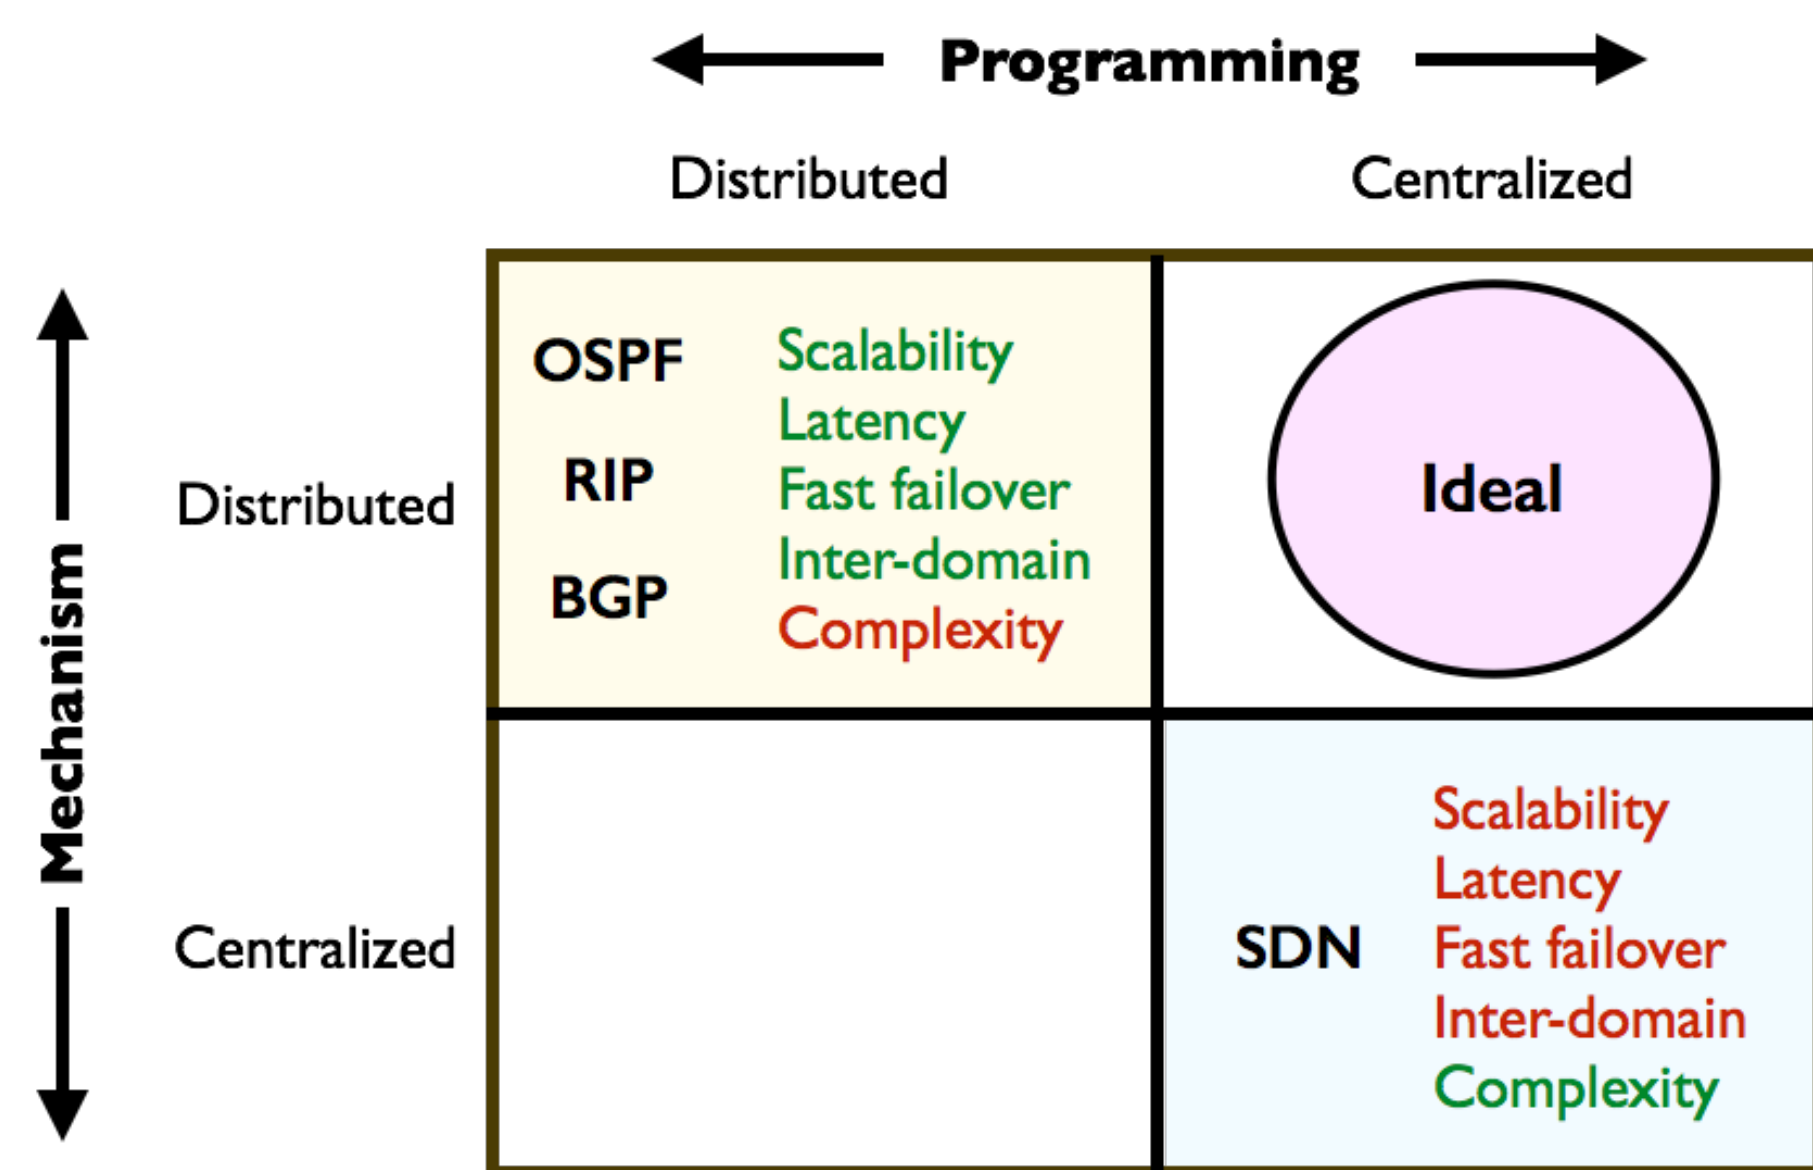 Programming
Distributed Centralized
Mechanism
Distributed
Centralized
OSPF
RIP
BGP
Scalability
Latency
Fast failover
Inter-domain
Complexity
Ideal
SDN
Scalability
Latency
Fast failover
Inter-domain
Complexity